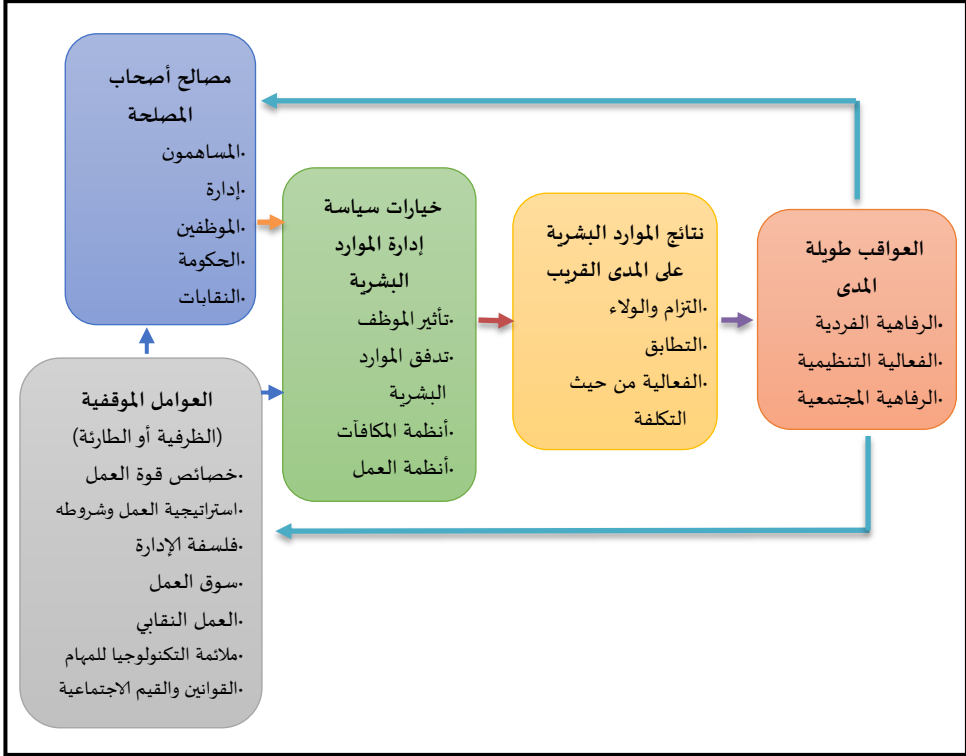 مصالح أصحاب
المصلحة
.المساهمون
.إدارة
.الموظفين
.الحكومة
.النقابات
العوامل الموقفية
(الظرفية أو الطارئة)
.خصائص قوة العمل
.استراتيجية العمل وشروطه
.فلسفة الإدارة
.سوق العمل
.العمل النقابي
.ملائمة التكنولوجيا للمهام
.القوانين والقيم الاجتماعية
خيارات سياسة
إدارة الموارد
البشرية
.تأثير الموظف
.تدفق الموارد
البشرية
.أنظمة المكافآت
.أنظمة العمل
نتائج الموارد البشرية
على المدى القريب
.التزام والولاء
.التطابق
.الفعالية من حيث
التكلفة
العواقب طويلة
المدى
.الرفاهية الفردية
.الفعالية التنظيمية
.الرفاهية المجتمعية